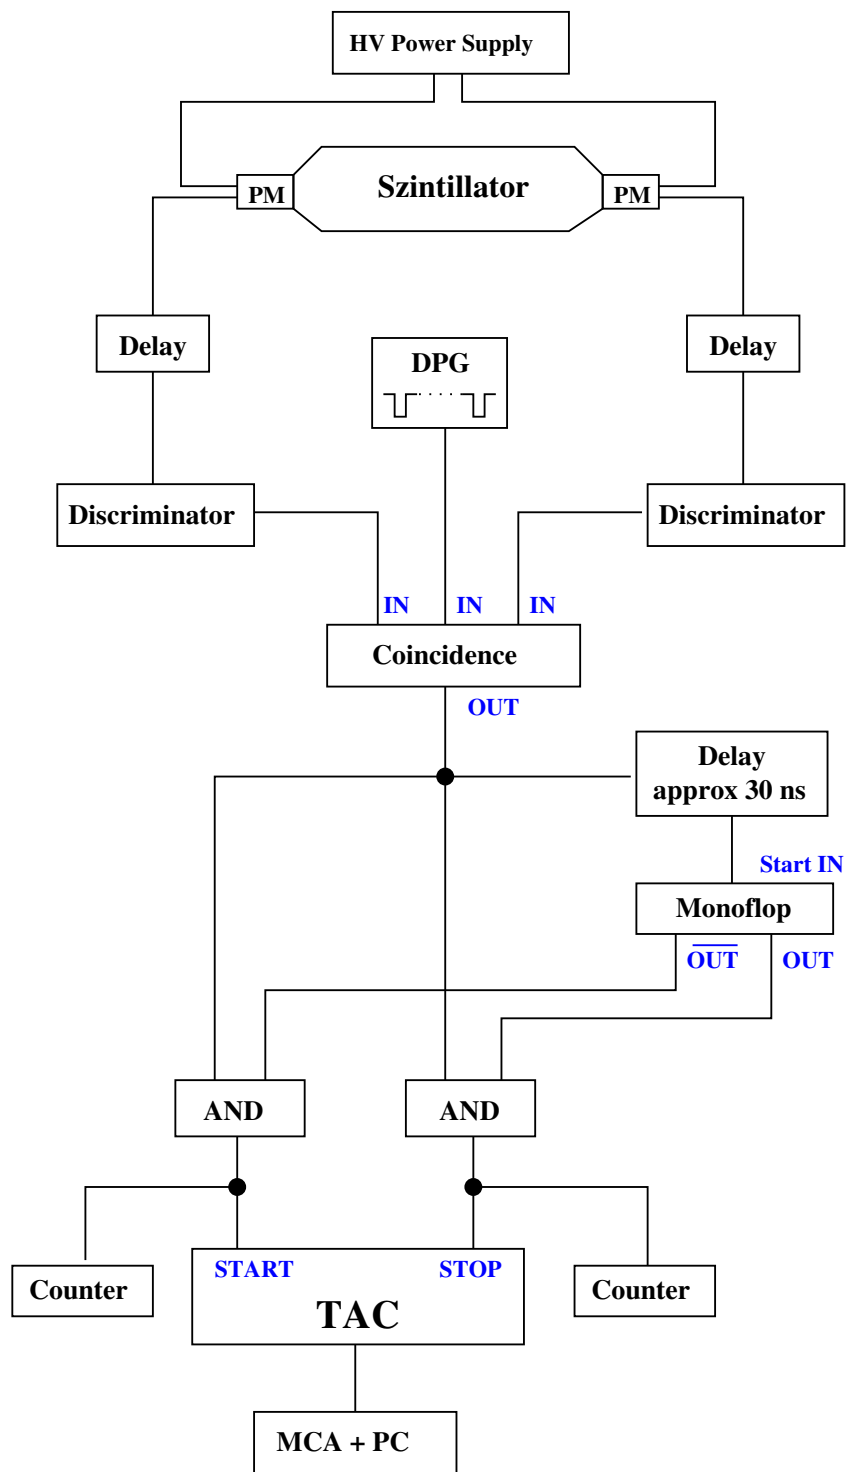 HV Power Supply
PM
Szintillator
PM
Delay
DPG
Delay
Discriminator
Discriminator
IN
IN
IN
Coincidence
OUT
Delay
approx 30 ns
Start IN
Monoflop
OUT
OUT
AND
AND
START
STOP
Counter
TAC
Counter
MCA + PC